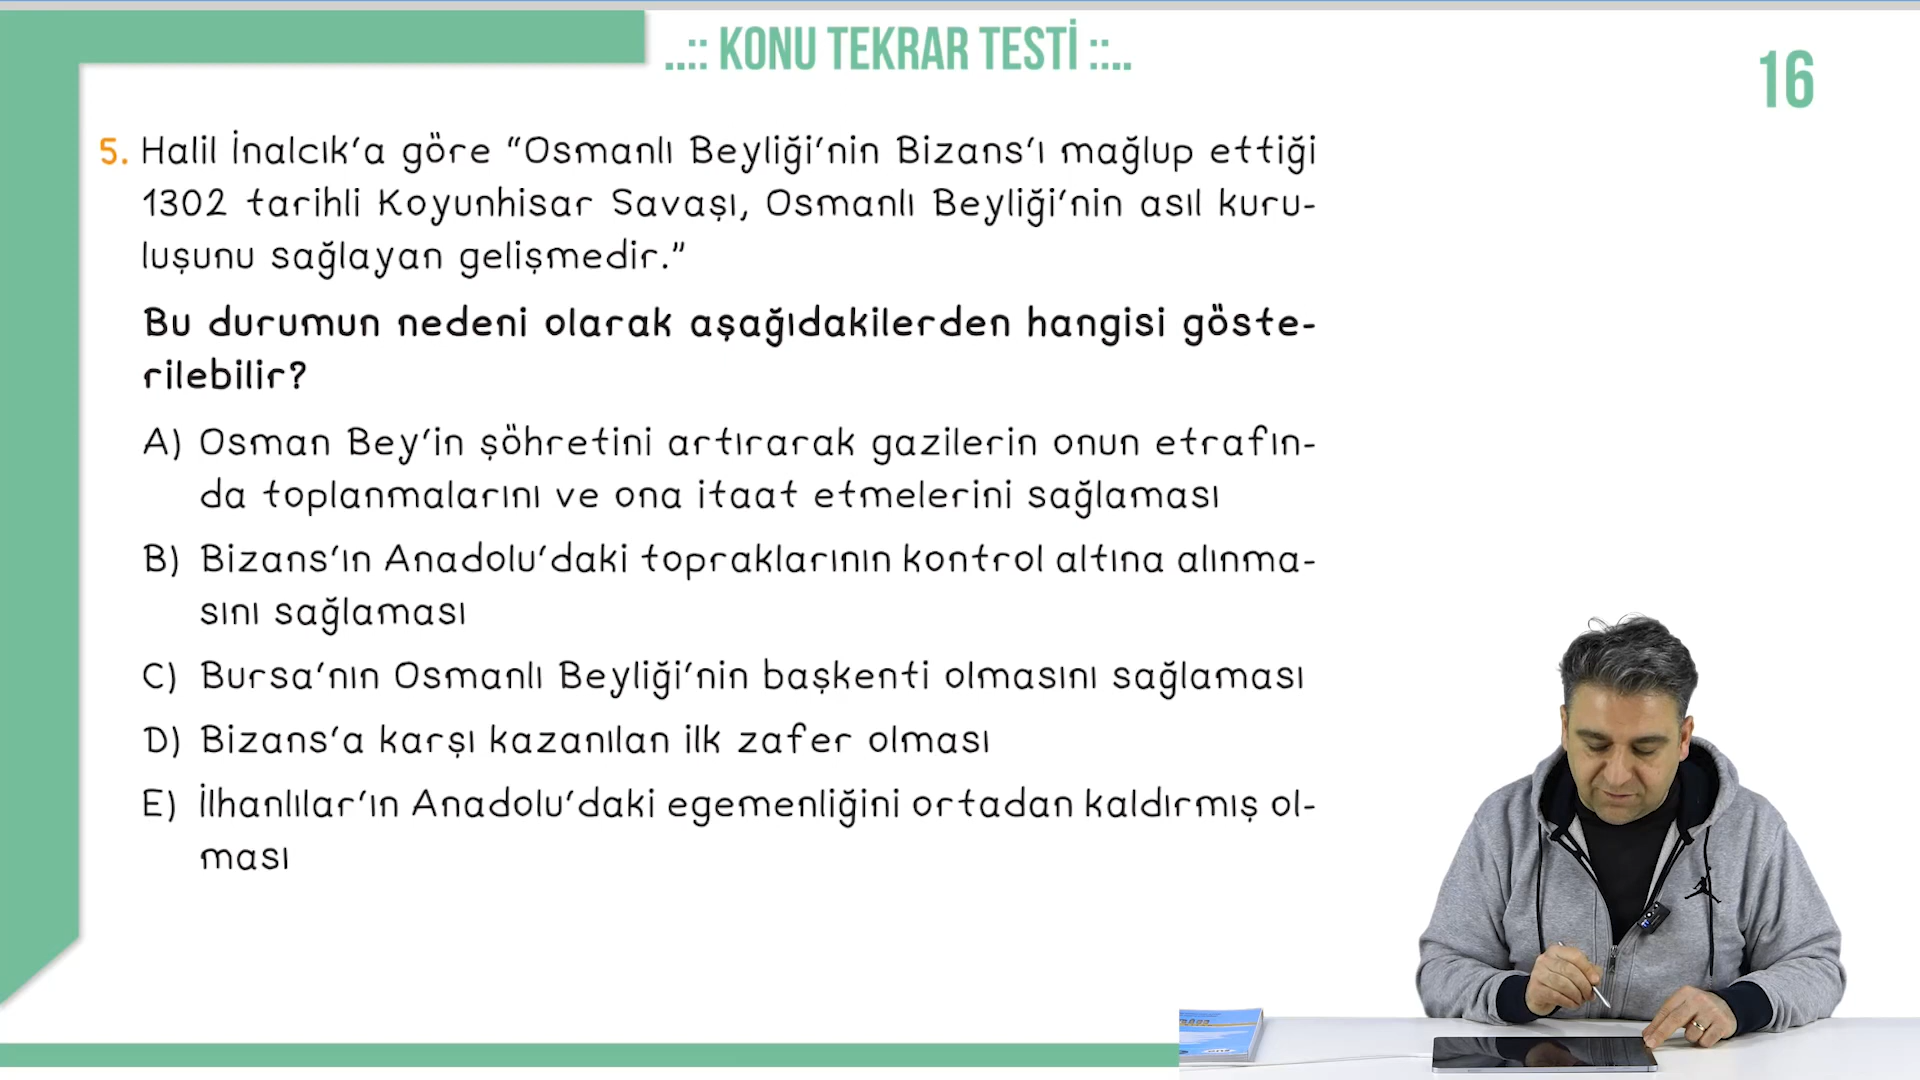 ..:: KONU TEKRAR TESTİ ::..
16
5. Halil İnalcık'a göre "Osmanlı Beyliği'nin Bizans'ı mağlup ettiği
1302 tarihli Koyunhisar Savaşı, Osmanlı Beyliği'nin asıl kuru-
luşunu sağlayan gelişmedir."
Bu durumun nedeni olarak aşağıdakilerden hangisi göste-
rilebilir?
A) Osman Bey'in şöhretini artırarak gazilerin onun etrafın-
da toplanmalarını ve ona itaat etmelerini sağlaması
B) Bizans'ın Anadolu'daki topraklarının kontrol altına alınma-
sını sağlaması
C) Bursa'nın Osmanlı Beyliği'nin başkenti olmasını sağlaması
D) Bizans'a karşı kazanılan ilk zafer olması
E) İlhanlılar'ın Anadolu'daki egemenliğini ortadan kaldırmış ol-
ması